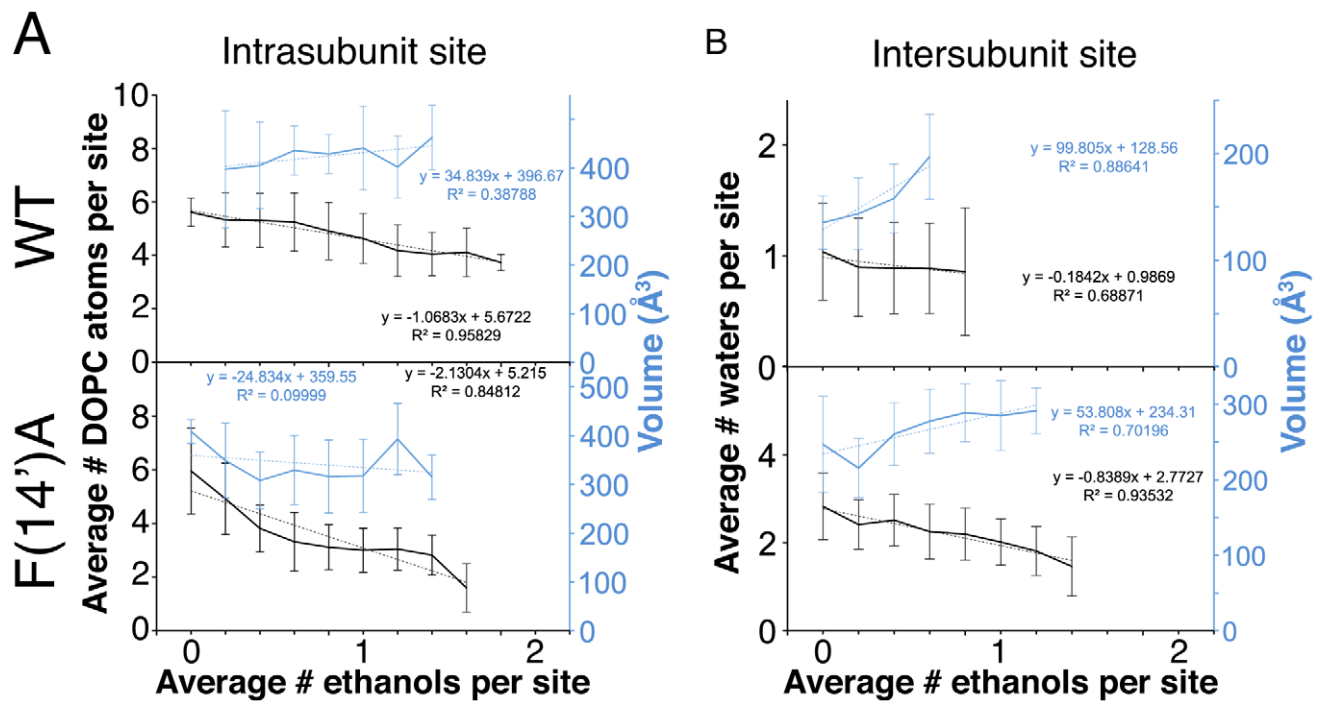 A
Intrasubunit site
WT
F(14')A
Average # DOPC atoms per site
10
8
6
4
2
0
y = 34.839x + 396.67
R² = 0.38788
y = -1.0683x + 5.6722
R² = 0.95829
400
300
200
100
0
Volume (Å³)
8
6
4
2
0
y = -24.834x + 359.55
R² = 0.09999
y = -2.1304x + 5.215
R² = 0.84812
500
400
300
200
100
0
0 1 2
Average # ethanols per site
B
Intersubunit site
Average # waters per site
2
1
0
y = 99.805x + 128.56
R² = 0.88641
y = -0.1842x + 0.9869
R² = 0.68871
200
100
0
Volume (Å³)
4
2
0
y = 53.808x + 234.31
R² = 0.70196
y = -0.8389x + 2.7727
R² = 0.93532
300
200
100
0
0 1 2
Average # ethanols per site